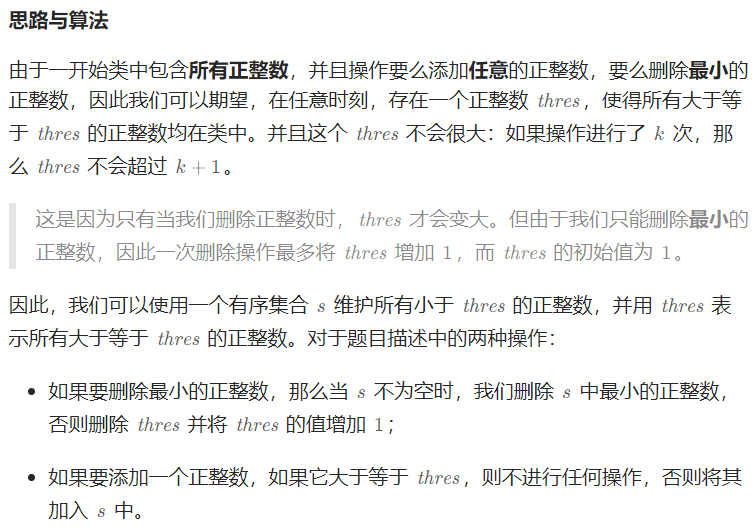 思路与算法
由于一开始类中包含所有正整数，并且操作要么添加任意的正整数，要么删除最小的
正整数，因此我们可以期望，在任意时刻，存在一个正整数 thres，使得所有大于等
于 thres 的正整数均在类中。并且这个 thres 不会很大：如果操作进行了 k 次，那
么 thres 不会超过 k + 1。
这是因为只有当我们删除正整数时，thres 才会变大。但由于我们只能删除最小的
正整数，因此一次删除操作最多将 thres 增加 1，而 thres 的初始值为 1。
因此，我们可以使用一个有序集合 s 维护所有小于 thres 的正整数，并用 thres 表
示所有大于等于 thres 的正整数。对于题目描述中的两种操作：
• 如果要删除最小的正整数，那么当 s 不为空时，我们删除 s 中最小的正整数，
否则删除 thres 并将 thres 的值增加 1；
• 如果要添加一个正整数，如果它大于等于 thres，则不进行任何操作，否则将其
加入 s 中。